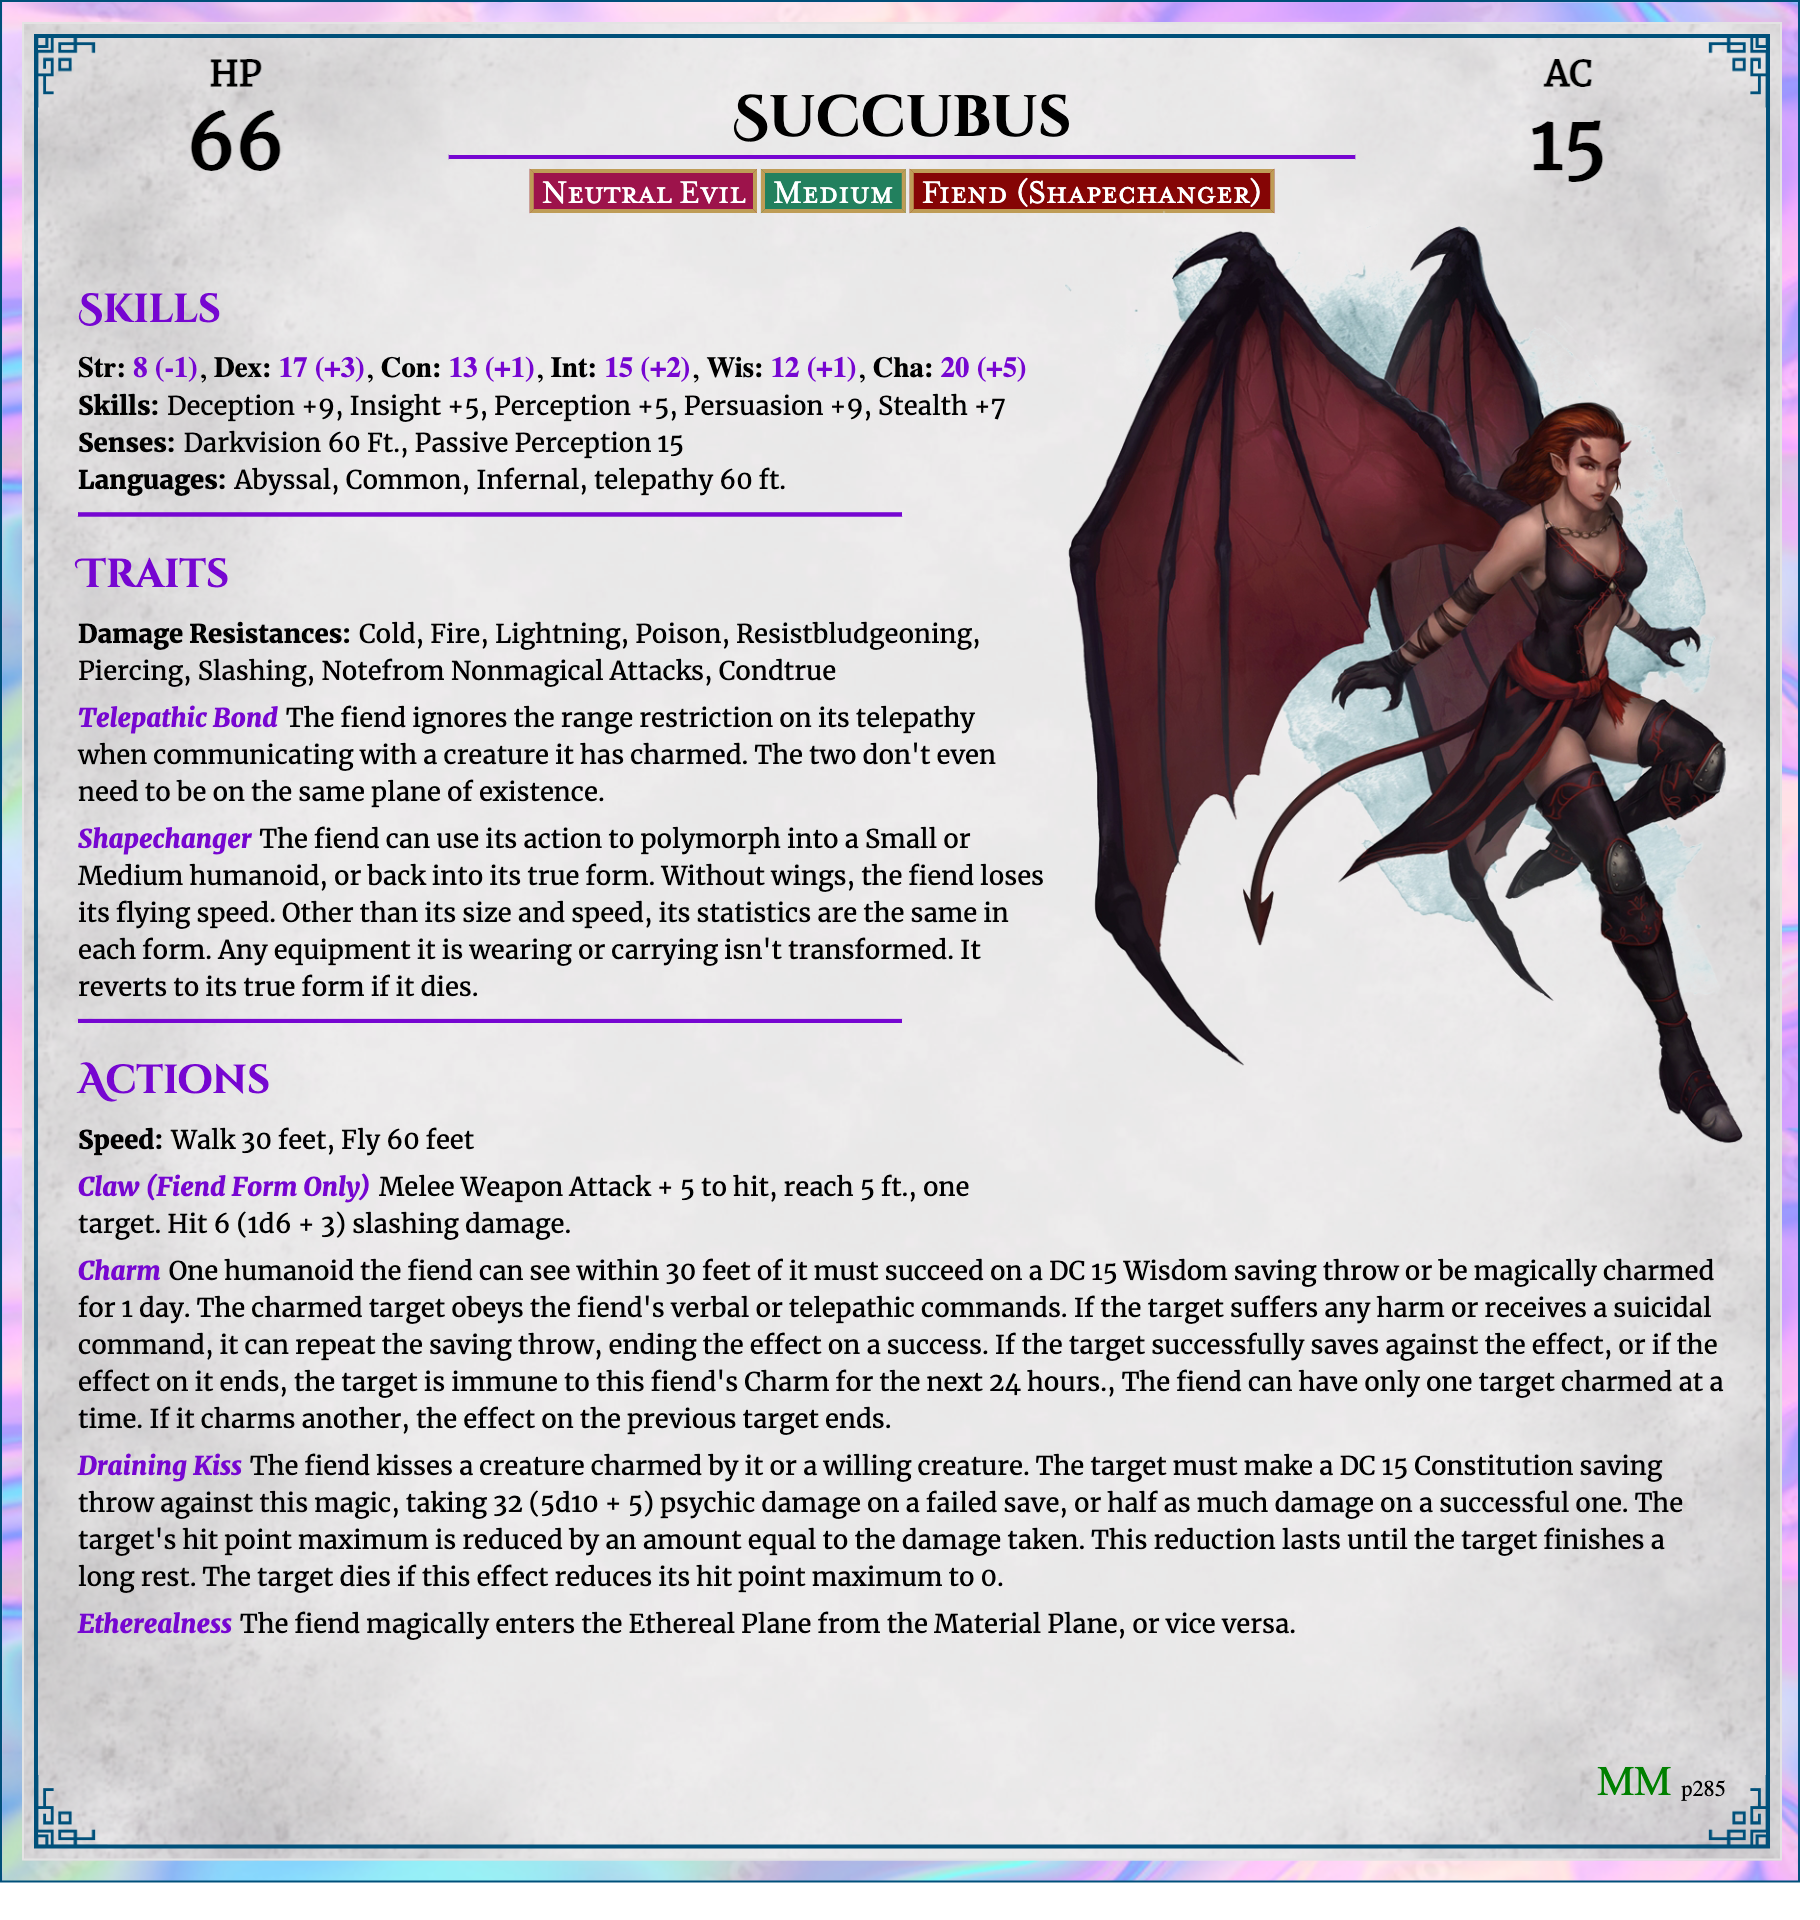 HP
66
Succubus
AC
15
Neutral Evil Medium Fiend (Shapechanger)
Skills
Str: 8 (-1), Dex: 17 (+3), Con: 13 (+1), Int: 15 (+2), Wis: 12 (+1), Cha: 20 (+5)
Skills: Deception +9, Insight +5, Perception +5, Persuasion +9, Stealth +7
Senses: Darkvision 60 Ft., Passive Perception 15
Languages: Abyssal, Common, Infernal, telepathy 60 ft.
Traits
Damage Resistances: Cold, Fire, Lightning, Poison, Resistbludgeoning,
Piercing, Slashing, Notefrom Nonmagical Attacks, Condtrue
Telepathic Bond The fiend ignores the range restriction on its telepathy
when communicating with a creature it has charmed. The two don't even
need to be on the same plane of existence.
Shapechanger The fiend can use its action to polymorph into a Small or
Medium humanoid, or back into its true form. Without wings, the fiend loses
its flying speed. Other than its size and speed, its statistics are the same in
each form. Any equipment it is wearing or carrying isn't transformed. It
reverts to its true form if it dies.
Actions
Speed: Walk 30 feet, Fly 60 feet
Claw (Fiend Form Only) Melee Weapon Attack + 5 to hit, reach 5 ft., one
target. Hit 6 (1d6 + 3) slashing damage.
Charm One humanoid the fiend can see within 30 feet of it must succeed on a DC 15 Wisdom saving throw or be magically charmed
for 1 day. The charmed target obeys the fiend's verbal or telepathic commands. If the target suffers any harm or receives a suicidal
command, it can repeat the saving throw, ending the effect on a success. If the target successfully saves against the effect, or if the
effect on it ends, the target is immune to this fiend's Charm for the next 24 hours., The fiend can have only one target charmed at a
time. If it charms another, the effect on the previous target ends.
Draining Kiss The fiend kisses a creature charmed by it or a willing creature. The target must make a DC 15 Constitution saving
throw against this magic, taking 32 (5d10 + 5) psychic damage on a failed save, or half as much damage on a successful one. The
target's hit point maximum is reduced by an amount equal to the damage taken. This reduction lasts until the target finishes a
long rest. The target dies if this effect reduces its hit point maximum to 0.
Etherealness The fiend magically enters the Ethereal Plane from the Material Plane, or vice versa.
MM p285